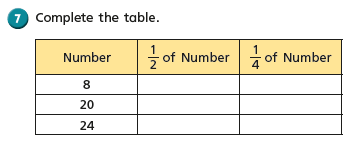 7 Complete the table.
Number 1/2 of Number 1/4 of Number
8
20
24